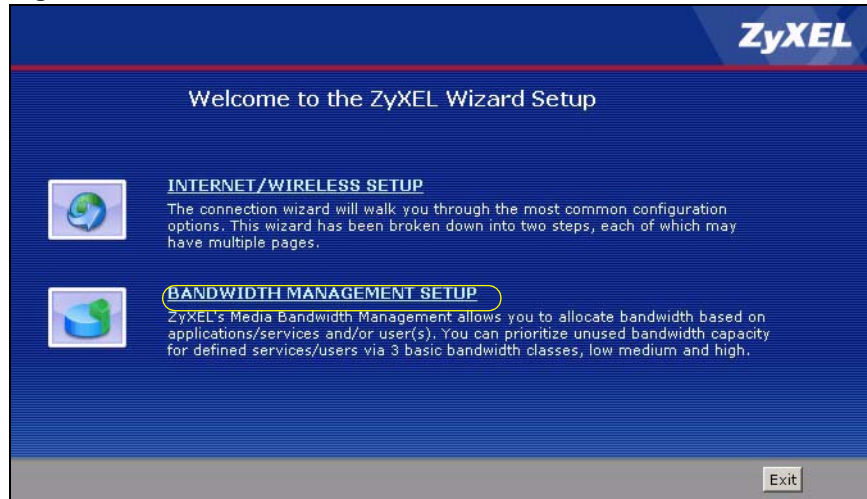 ZyXEL
Welcome to the ZyXEL Wizard Setup
INTERNET/WIRELESS SETUP
The connection wizard will walk you through the most common configuration
options. This wizard has been broken down into two steps, each of which may
have multiple pages.
BANDWIDTH MANAGEMENT SETUP
ZyXEL's Media Bandwidth Management allows you to allocate bandwidth based on
applications/services and/or user(s). You can prioritize unused bandwidth capacity
for defined services/users via 3 basic bandwidth classes, low medium and high.
Exit